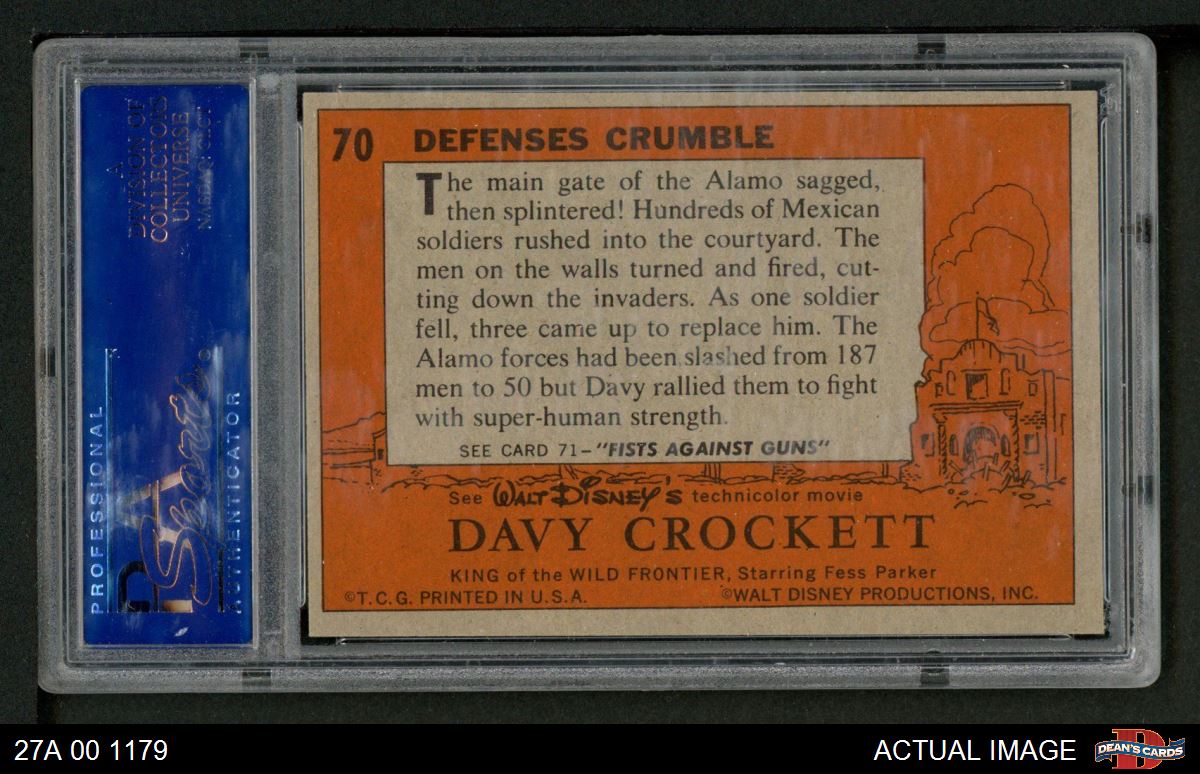 A
DIVISION OF
COLLECTORS
UNIVERSE
NASDAQ: CLCT
PROFESSIONAL
PSA
Sports
AUTHENTICATOR
70 DEFENSES CRUMBLE
The main gate of the Alamo sagged,
then splintered! Hundreds of Mexican
soldiers rushed into the courtyard. The
men on the walls turned and fired, cut-
ting down the invaders. As one soldier
fell, three came up to replace him. The
Alamo forces had been slashed from 187
men to 50 but Davy rallied them to fight
with super-human strength.
SEE CARD 71-"FISTS AGAINST GUNS"
See WALT DISNEY'S technicolor movie
DAVY CROCKETT
KING of the WILD FRONTIER, Starring Fess Parker
©T.C.G. PRINTED IN U.S.A. ©WALT DISNEY PRODUCTIONS, INC.
27A 00 1179
ACTUAL IMAGE
D
DEAN'S CARDS